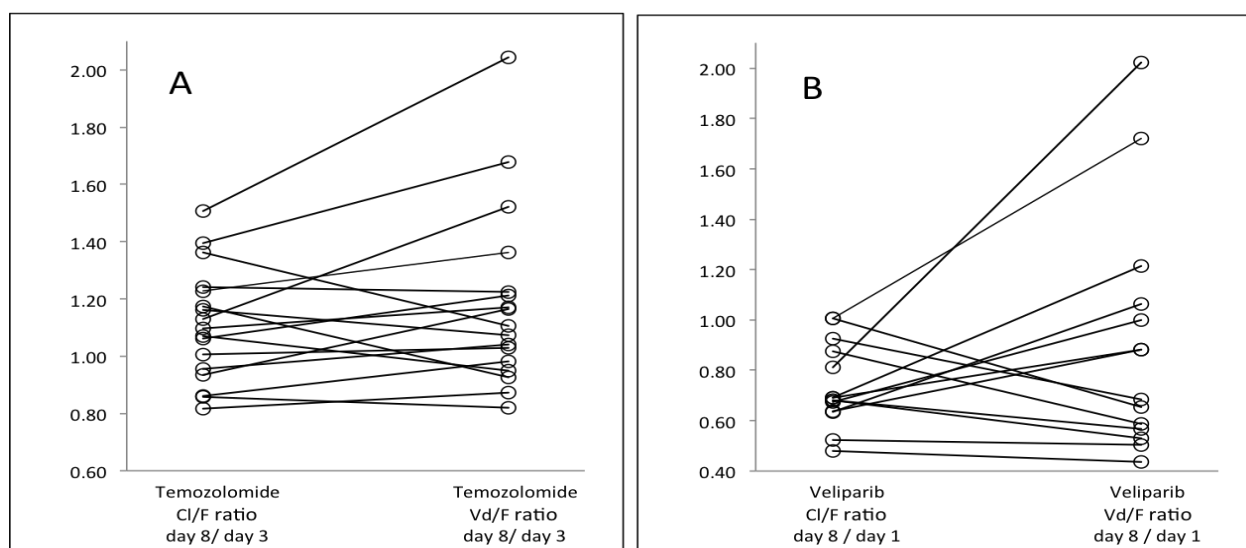 A
2.00
1.80
1.60
1.40
1.20
1.00
0.80
0.60
Temozolomide
Cl/F ratio
day 8/ day 3
Temozolomide
Vd/F ratio
day 8/ day 3
B
2.00
1.80
1.60
1.40
1.20
1.00
0.80
0.60
0.40
Veliparib
Cl/F ratio
day 8 / day 1
Veliparib
Vd/F ratio
day 8 / day 1